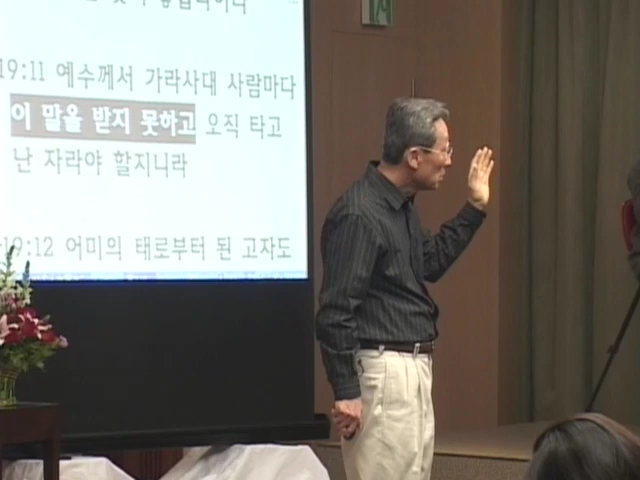 19:11 예수께서 가라사대 사람마다
이 말을 받지 못하고 오직 타고
난 자라야 할지니라
19:12 어미의 태로부터 된 고자도